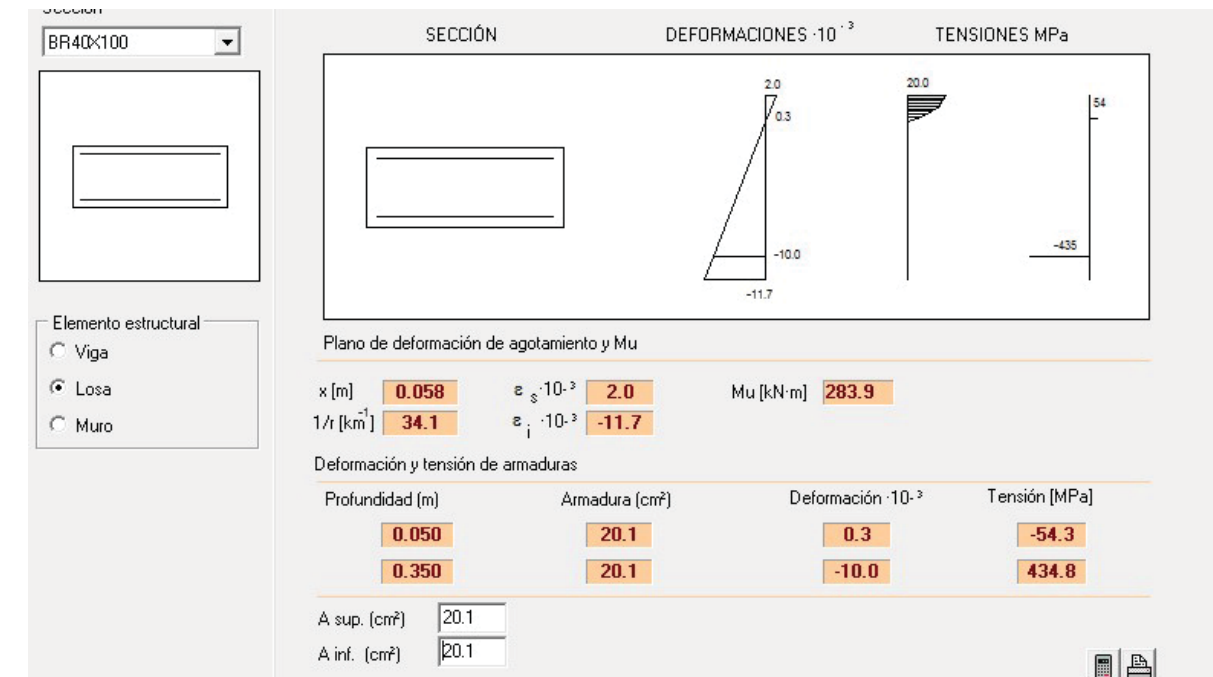 Sección
BR40X100
Elemento estructural
Viga
Losa
Muro
SECCIÓN DEFORMACIONES ·10⁻³ TENSIONES MPa
2.0
0.3
-10.0
-11.7
20.0
54
-435
Plano de deformación de agotamiento y Mu
x [m] 0.058 ε s ·10-³ 2.0 Mu [kN·m] 283.9
1/r [km⁻¹] 34.1 ε i ·10-³ -11.7
Deformación y tensión de armaduras
Profundidad (m) Armadura (cm²) Deformación ·10-³ Tensión [MPa]
0.050 20.1 0.3 -54.3
0.350 20.1 -10.0 434.8
A sup. (cm²) 20.1
A inf. (cm²) 20.1